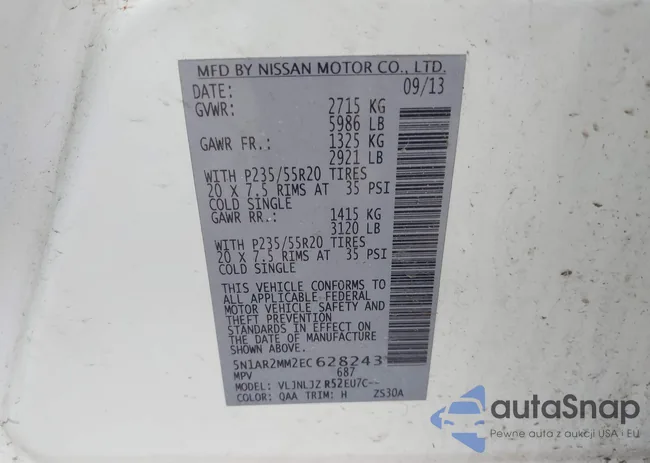 MFD BY NISSAN MOTOR CO., LTD.
DATE: 09/13
GVWR: 2715 KG
5986 LB
GAWR FR.: 1325 KG
2921 LB
WITH P235/55R20 TIRES
20 X 7.5 RIMS AT 35 PSI
COLD SINGLE
GAWR RR.: 1415 KG
3120 LB
WITH P235/55R20 TIRES
20 X 7.5 RIMS AT 35 PSI
COLD SINGLE
THIS VEHICLE CONFORMS TO
ALL APPLICABLE FEDERAL
MOTOR VEHICLE SAFETY AND
THEFT PREVENTION
STANDARDS IN EFFECT ON
THE DATE OF MANUFACTURE
SHOWN ABOVE.
5N1AR2MM2EC628243
MPV 687
MODEL: VLJNLJZ R52EU7C--
COLOR: QAA TRIM: H ZS30A
autaSnap
Pewne auta z aukcji USA i EU